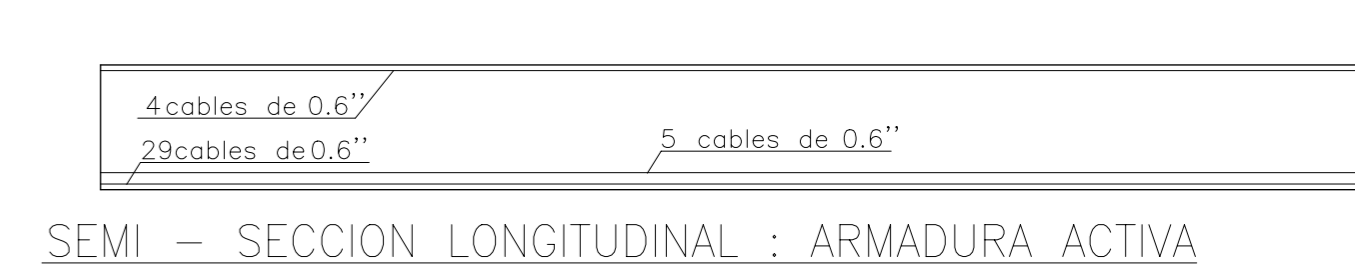 4cables de 0.6’’
29cables de0.6’’
5 cables de 0.6’’
SEMI – SECCION LONGITUDINAL : ARMADURA ACTIVA